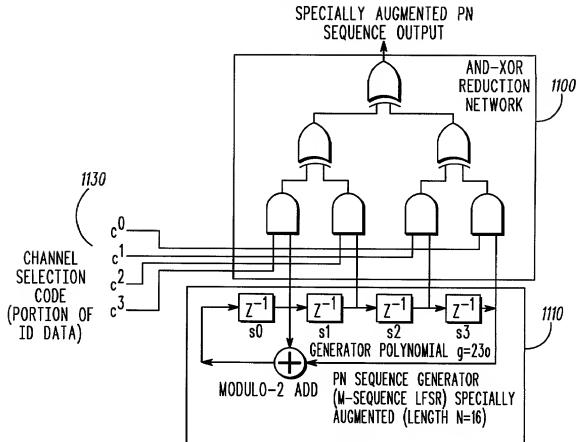 SPECIALLY AUGMENTED PN
SEQUENCE OUTPUT
AND-XOR
REDUCTION
NETWORK
1100
1130
c0
c1
c2
c3
CHANNEL
SELECTION
CODE
(PORTION OF
ID DATA)
Z-1
Z-1
Z-1
Z-1
s0
s1
s2
s3
1110
GENERATOR POLYNOMIAL g=23o
+
MODULO-2 ADD
PN SEQUENCE GENERATOR
(M-SEQUENCE LFSR) SPECIALLY
AUGMENTED (LENGTH N=16)